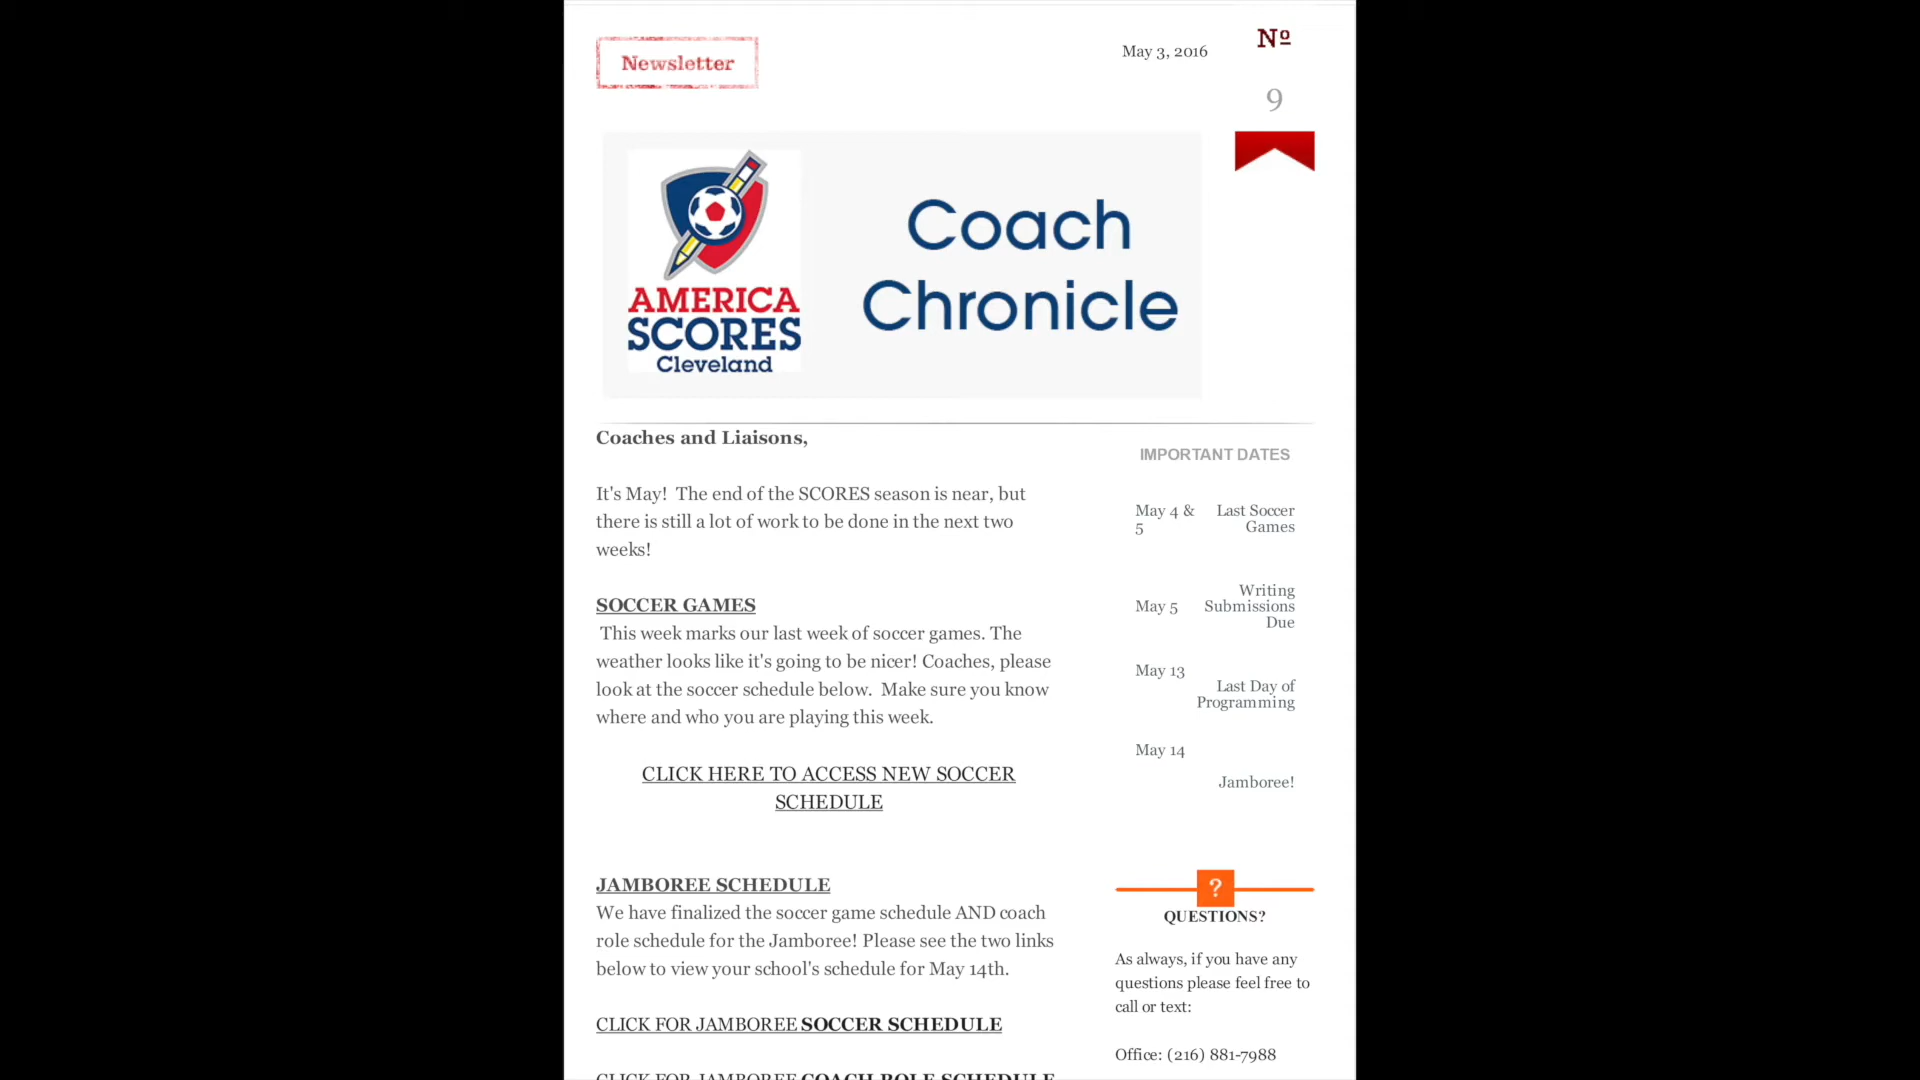 Newsletter
May 3, 2016
Nº
9
AMERICA
SCORES
Cleveland
Coach
Chronicle
Coaches and Liaisons,
It's May!  The end of the SCORES season is near, but
there is still a lot of work to be done in the next two
weeks!
SOCCER GAMES
This week marks our last week of soccer games. The
weather looks like it's going to be nicer! Coaches, please
look at the soccer schedule below.  Make sure you know
where and who you are playing this week.
CLICK HERE TO ACCESS NEW SOCCER
SCHEDULE
JAMBOREE SCHEDULE
We have finalized the soccer game schedule AND coach
role schedule for the Jamboree! Please see the two links
below to view your school's schedule for May 14th.
CLICK FOR JAMBOREE SOCCER SCHEDULE
CLICK FOR JAMBOREE COACH ROLE SCHEDULE
IMPORTANT DATES
May 4 &
5
Last Soccer
Games
May 5
Writing
Submissions
Due
May 13
Last Day of
Programming
May 14
Jamboree!
?
QUESTIONS?
As always, if you have any
questions please feel free to
call or text:
Office: (216) 881-7988